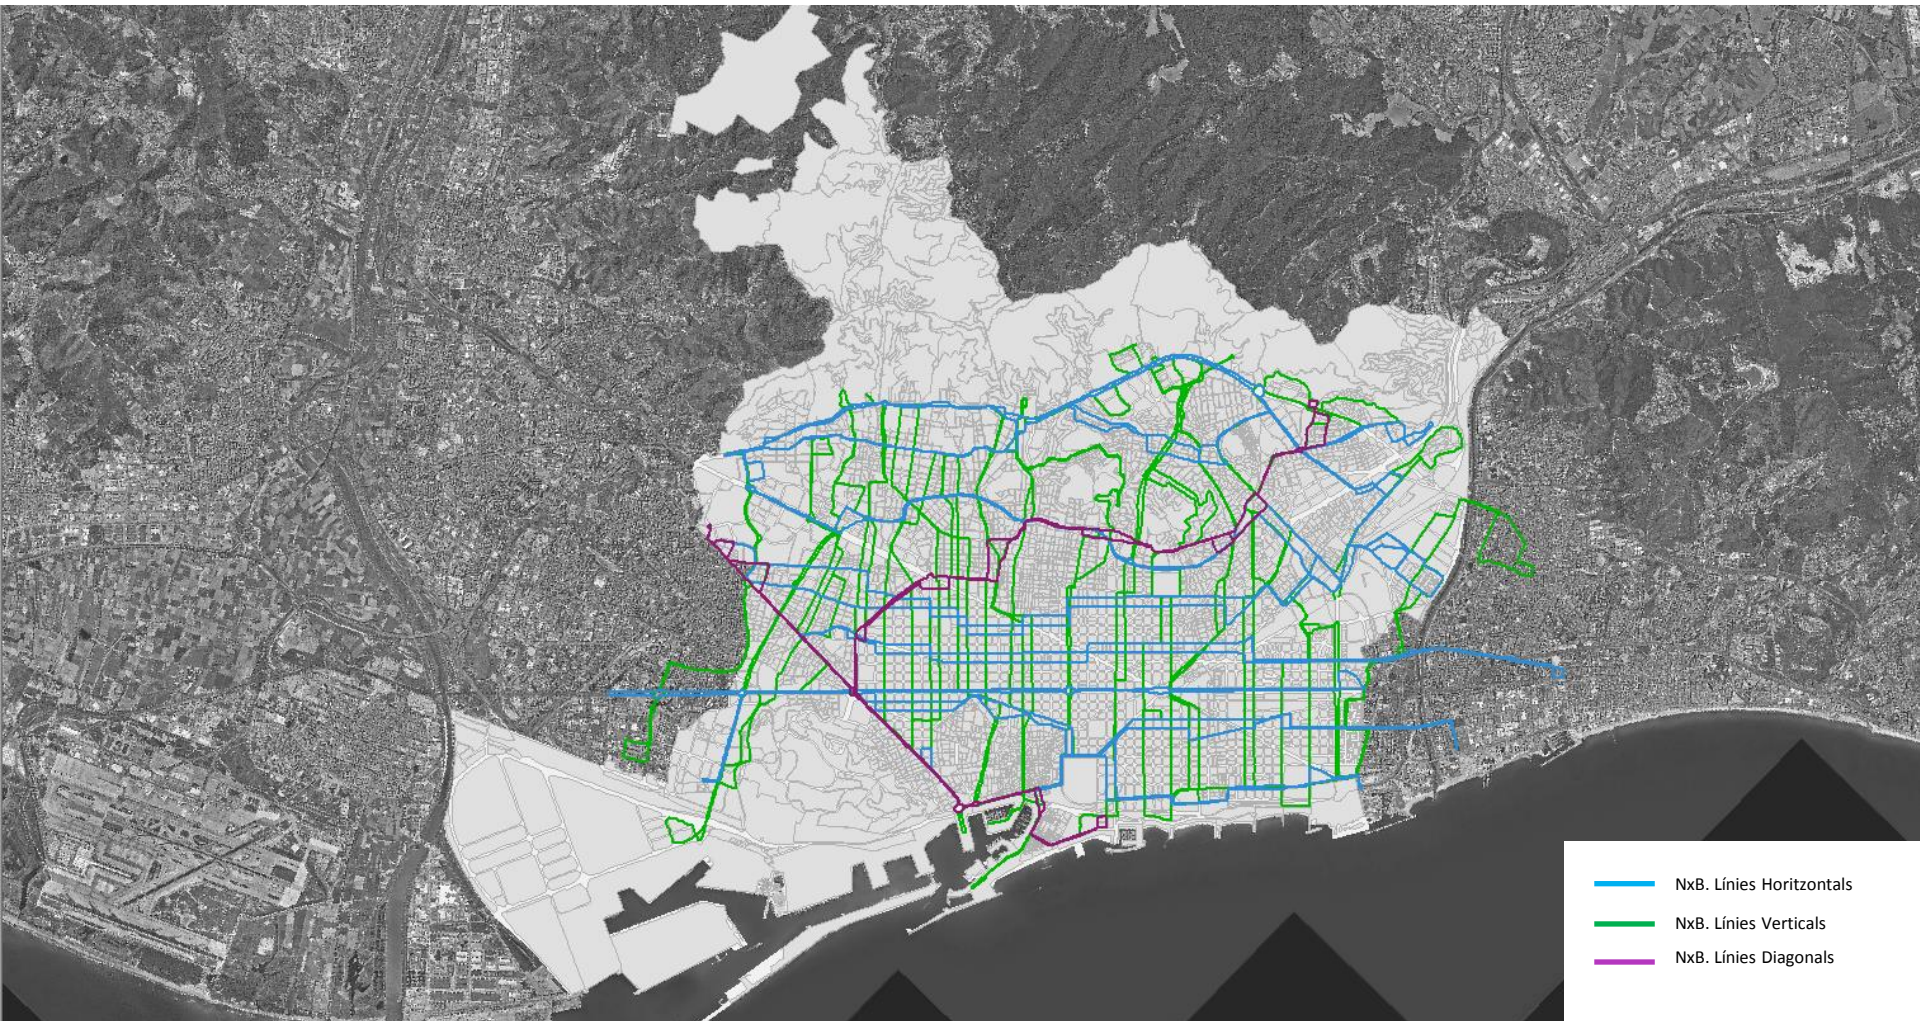 NxB. Línies Horitzontals
NxB. Línies Verticals
NxB. Línies Diagonals